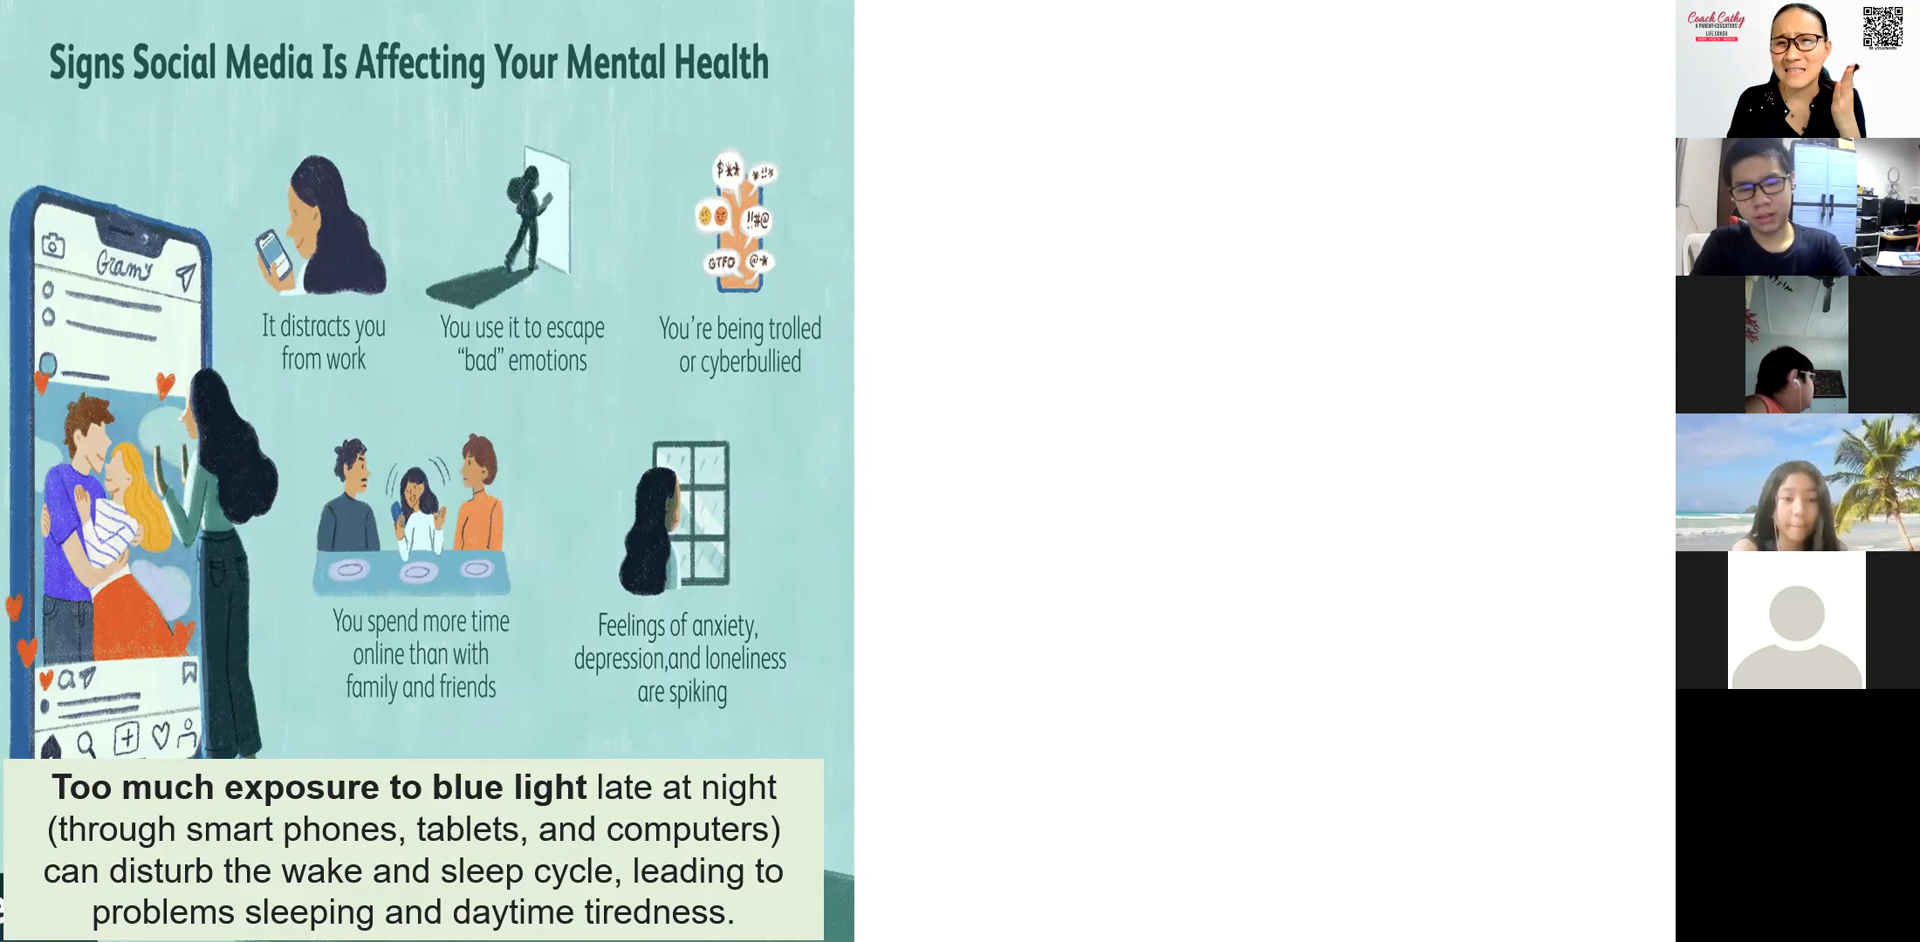 Signs Social Media Is Affecting Your Mental Health
Gramy
It distracts you
from work
You use it to escape
“bad” emotions
$**
*!!*
!!#@
GTFO
@*
You’re being trolled
or cyberbullied
You spend more time
online than with
family and friends
Feelings of anxiety,
depression,and loneliness
are spiking
Too much exposure to blue light late at night
(through smart phones, tablets, and computers)
can disturb the wake and sleep cycle, leading to
problems sleeping and daytime tiredness.
Coach Cathy
A PARENT-EDUCATORS'
LIFE COACH